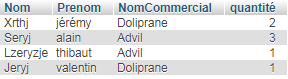 Nom Prenom NomCommercial quantité
Xrthj jérémy Doliprane 2
Seryj alain Advil 3
Lzeryzje thibaut Advil 1
Jeryj valentin Doliprane 1